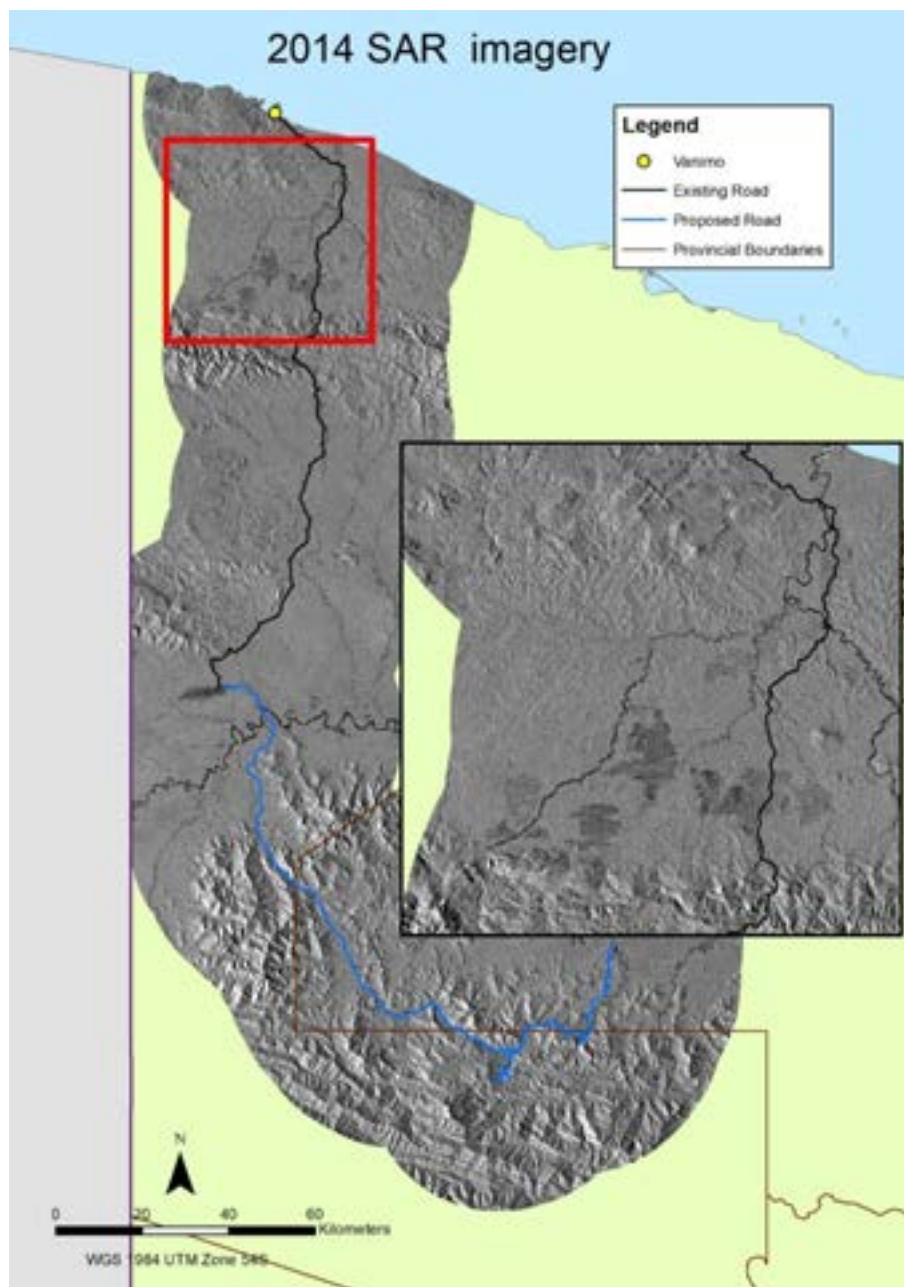 2014 SAR imagery
Legend
Vanimo
Existing Road
Proposed Road
Provincial Boundaries
N
0 20 40 60
Kilometers
WGS 1984 UTM Zone